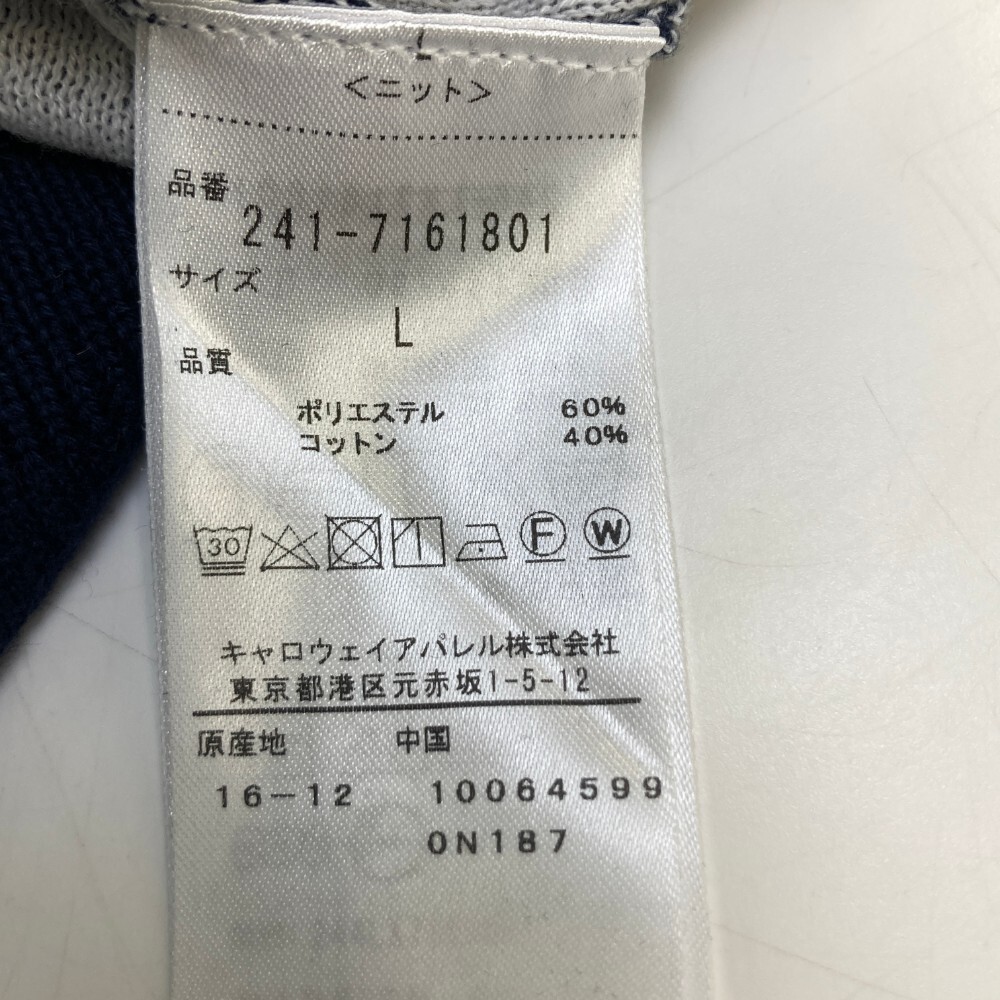 <ニット>
品番
241-7161801
サイズ
L
品質
ポリエステル 60%
コットン 40%
30 F W
キャロウェイアパレル株式会社
東京都港区元赤坂1-5-12
原産地 中国
16-12 10064599
0N187